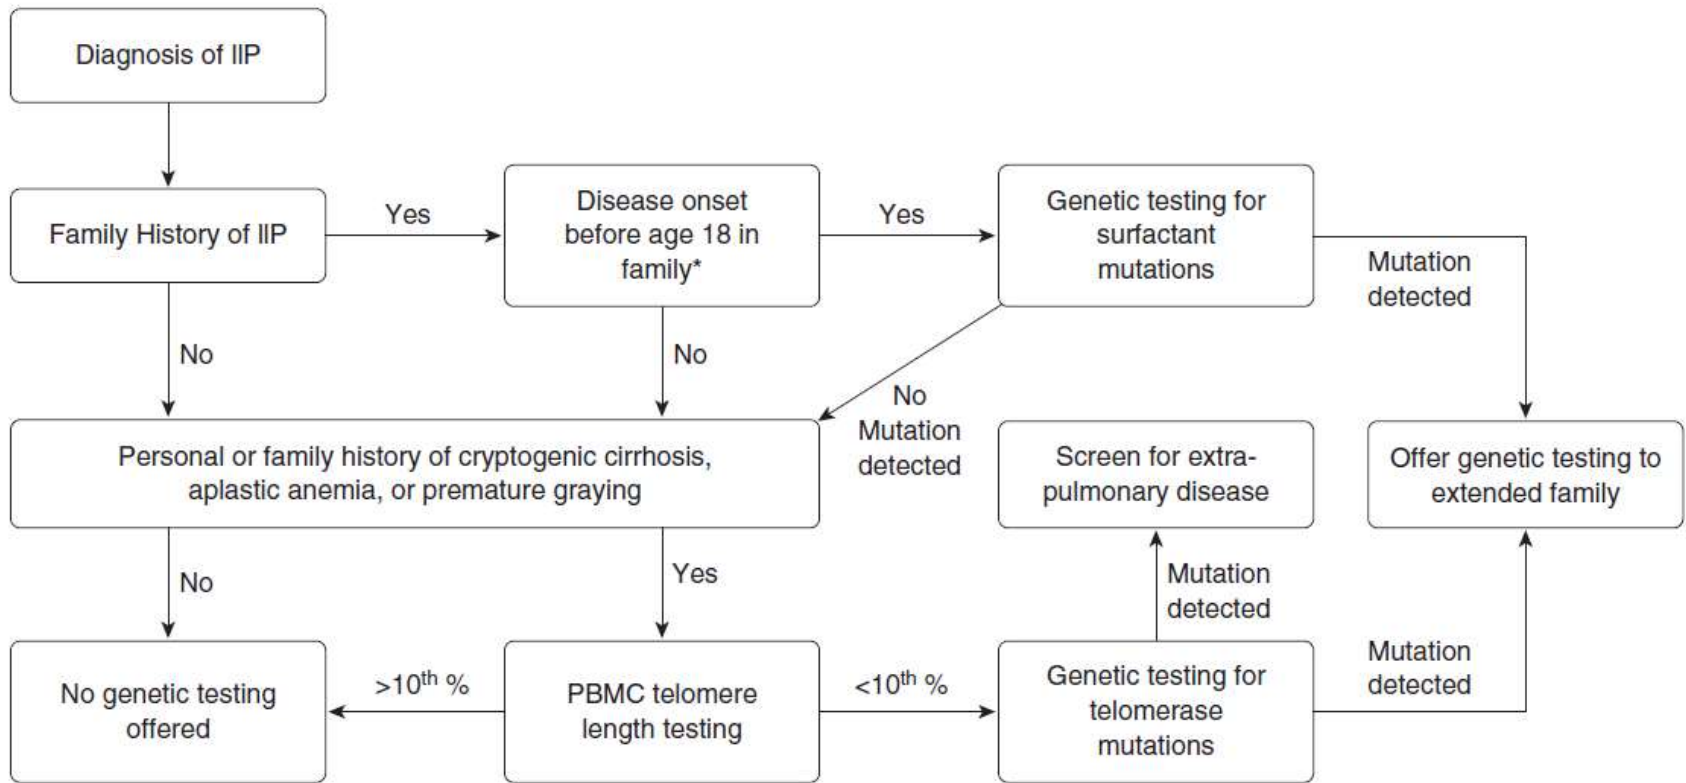 Diagnosis of IIP
Family History of IIP
Yes
Disease onset
before age 18 in
family*
Yes
Genetic testing for
surfactant
mutations
Mutation
detected
No
No
No
Mutation
detected
Personal or family history of cryptogenic cirrhosis,
aplastic anemia, or premature graying
Screen for extra-
pulmonary disease
Offer genetic testing to
extended family
No
Yes
Mutation
detected
No genetic testing
offered
>10th %
PBMC telomere
length testing
<10th %
Genetic testing for
telomerase
mutations
Mutation
detected